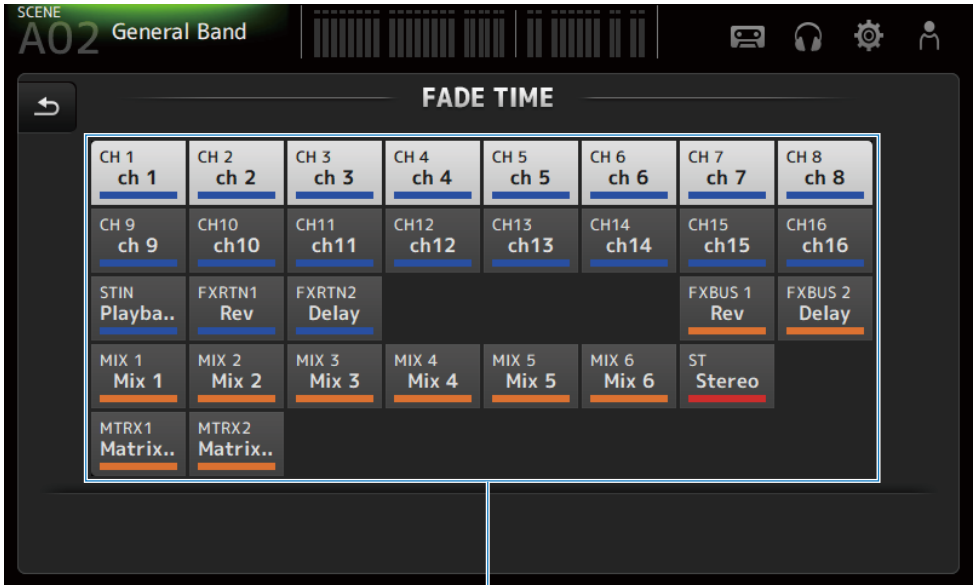 SCENE
A02 General Band
FADE TIME
CH 1 CH 2 CH 3 CH 4 CH 5 CH 6 CH 7 CH 8
ch 1 ch 2 ch 3 ch 4 ch 5 ch 6 ch 7 ch 8
CH 9 CH10 CH11 CH12 CH13 CH14 CH15 CH16
ch 9 ch10 ch11 ch12 ch13 ch14 ch15 ch16
STIN FXRTN1 FXRTN2 FXBUS 1 FXBUS 2
Playba.. Rev Delay Rev Delay
MIX 1 MIX 2 MIX 3 MIX 4 MIX 5 MIX 6 ST
Mix 1 Mix 2 Mix 3 Mix 4 Mix 5 Mix 6 Stereo
MTRX1 MTRX2
Matrix.. Matrix..